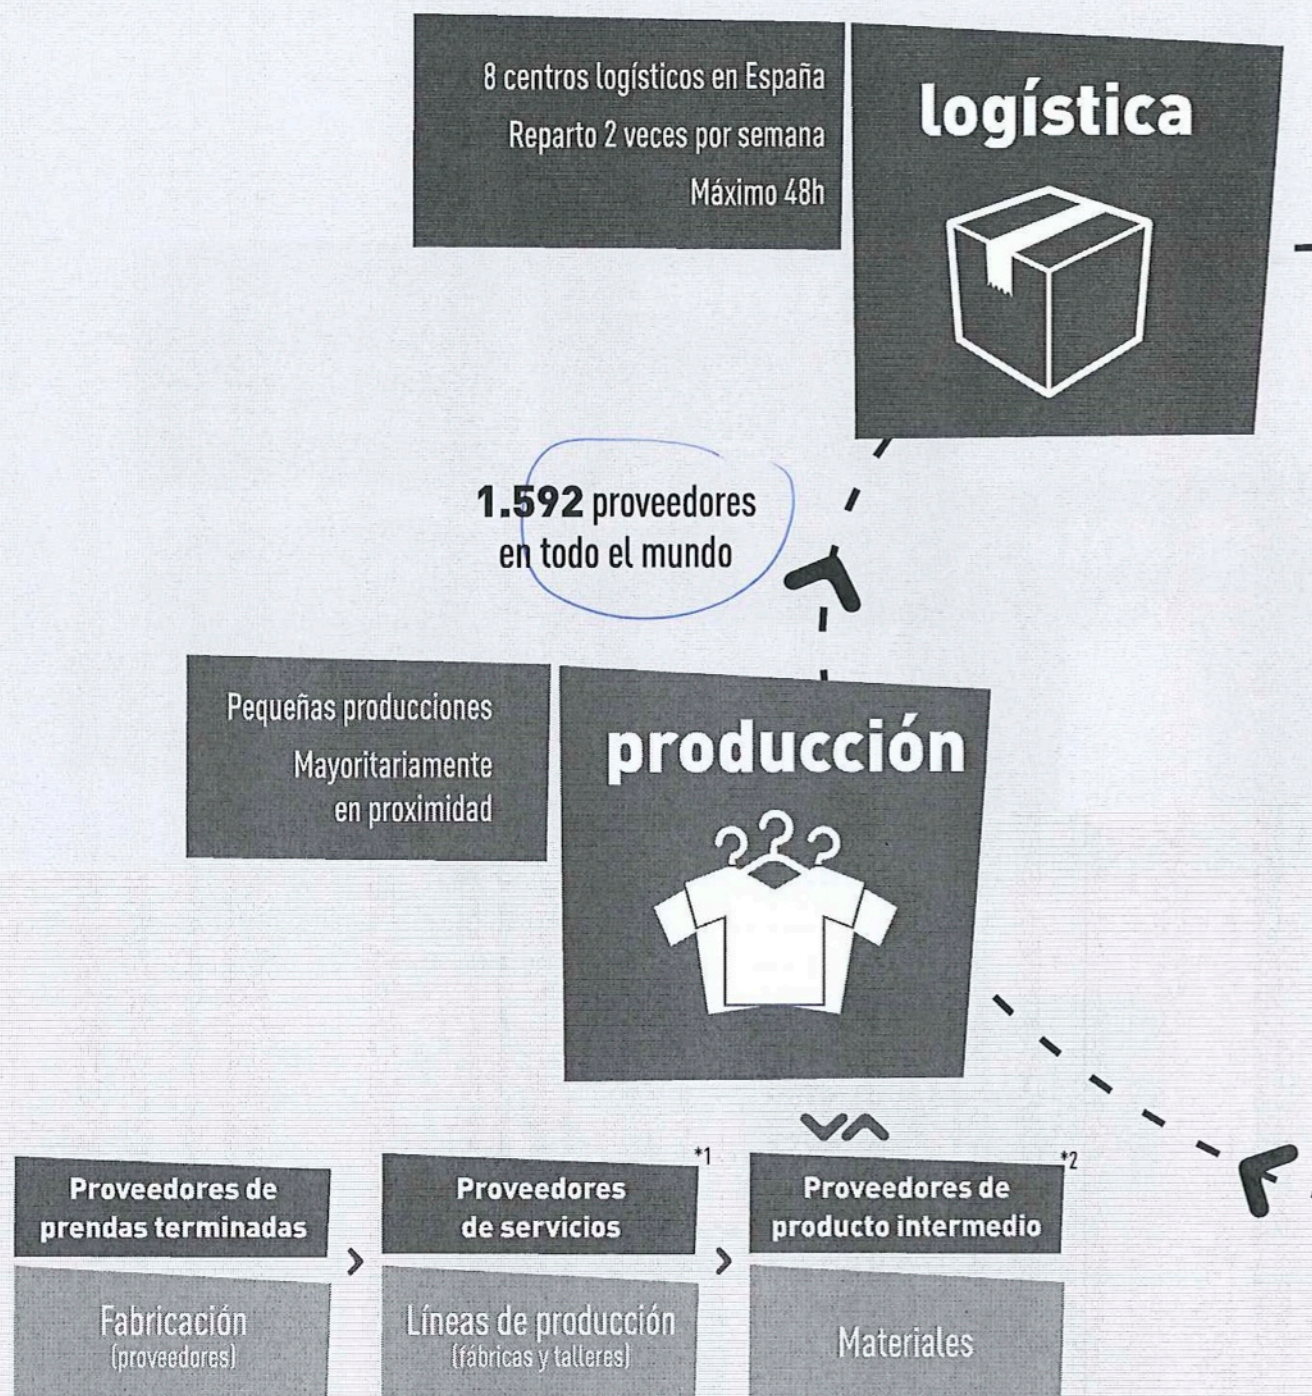 8 centros logísticos en España
Reparto 2 veces por semana
Máximo 48h
logística
1.592 proveedores
en todo el mundo
Pequeñas producciones
Mayoritariamente
en proximidad
producción
Proveedores de
prendas terminadas
Fabricación
(proveedores)
*1
Proveedores
de servicios
Líneas de producción
(fábricas y talleres)
*2
Proveedores de
producto intermedio
Materiales